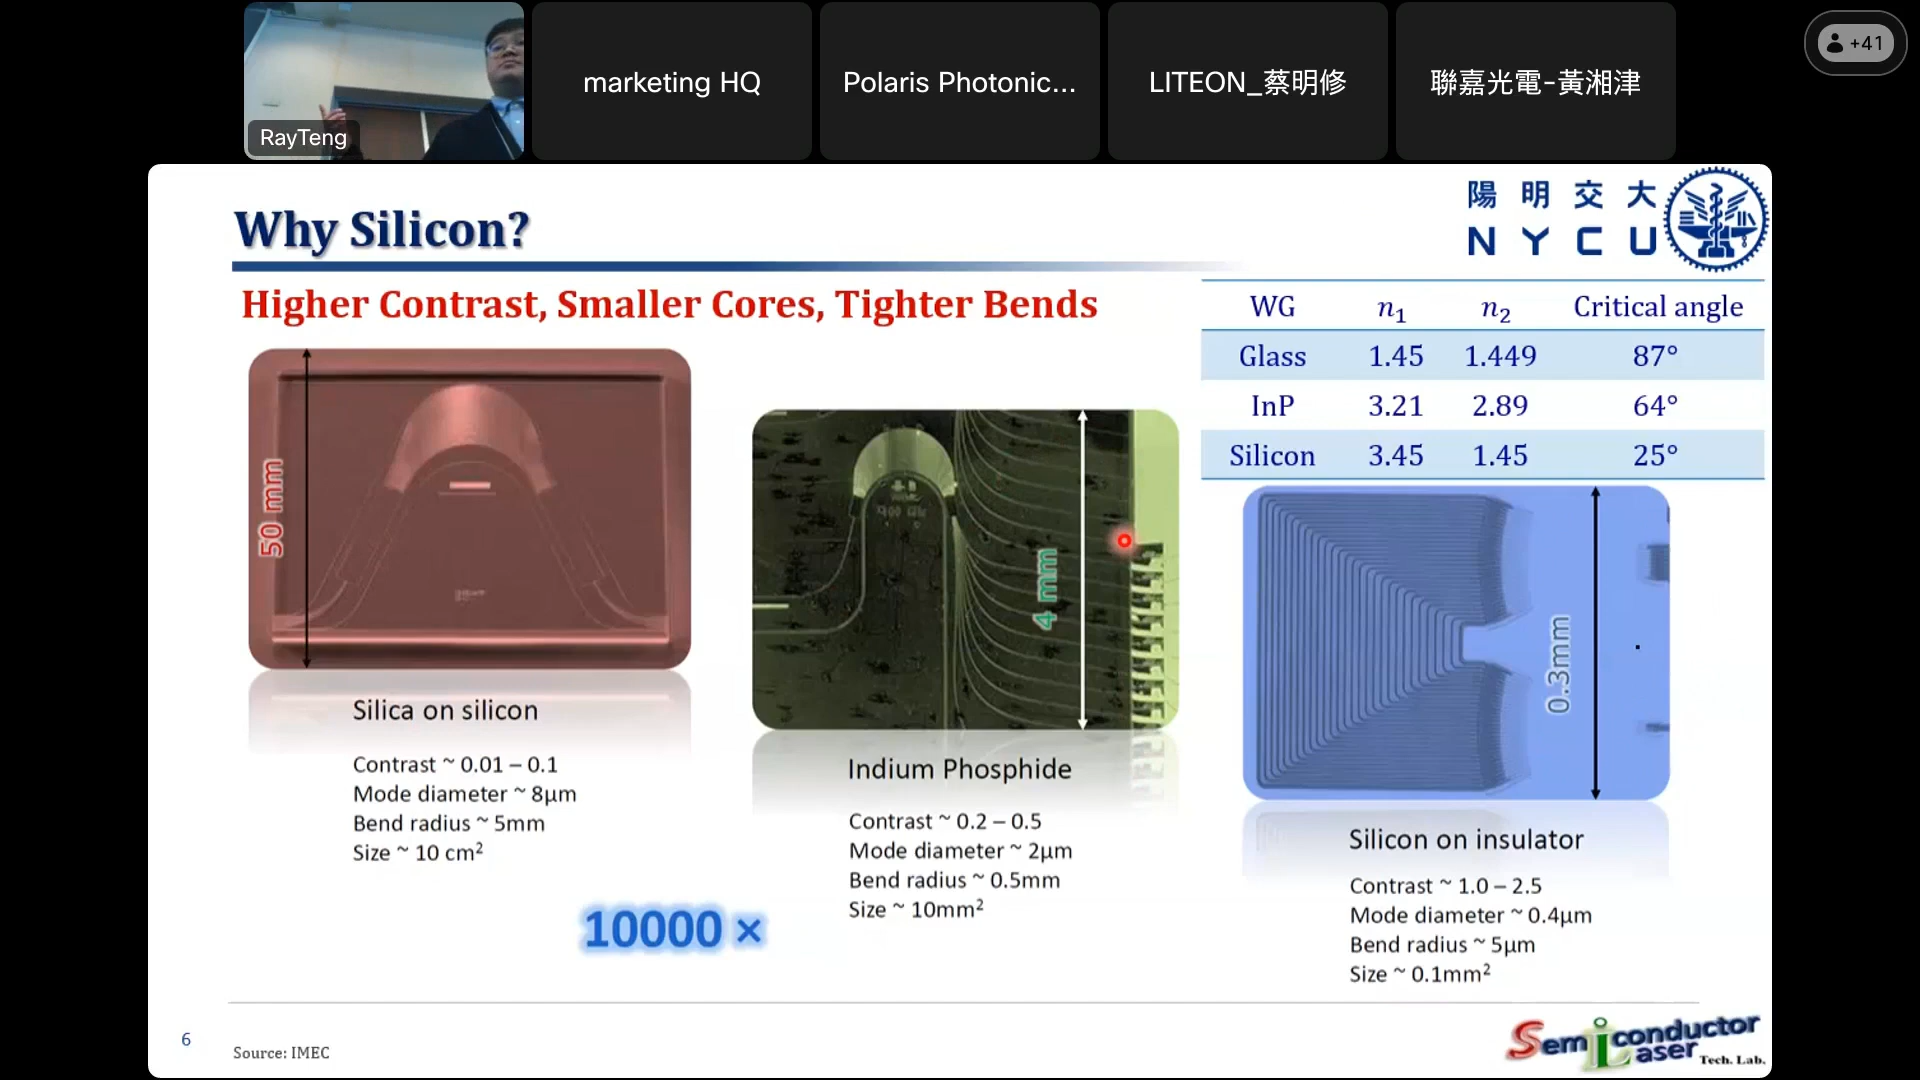 RayTeng
marketing HQ
Polaris Photonic...
LITEON_蔡明修
聯嘉光電-黃湘津
+41
Why Silicon?
陽明交大
NYCU
Higher Contrast, Smaller Cores, Tighter Bends
WG n₁ n₂ Critical angle
Glass 1.45 1.449 87°
InP 3.21 2.89 64°
Silicon 3.45 1.45 25°
50 mm
4 mm
0.3mm
Silica on silicon
Contrast ~ 0.01 – 0.1
Mode diameter ~ 8μm
Bend radius ~ 5mm
Size ~ 10 cm²
Indium Phosphide
Contrast ~ 0.2 – 0.5
Mode diameter ~ 2μm
Bend radius ~ 0.5mm
Size ~ 10mm²
Silicon on insulator
Contrast ~ 1.0 – 2.5
Mode diameter ~ 0.4μm
Bend radius ~ 5μm
Size ~ 0.1mm²
10000 ×
6
Source: IMEC
Semiconductor
Laser Tech. Lab.